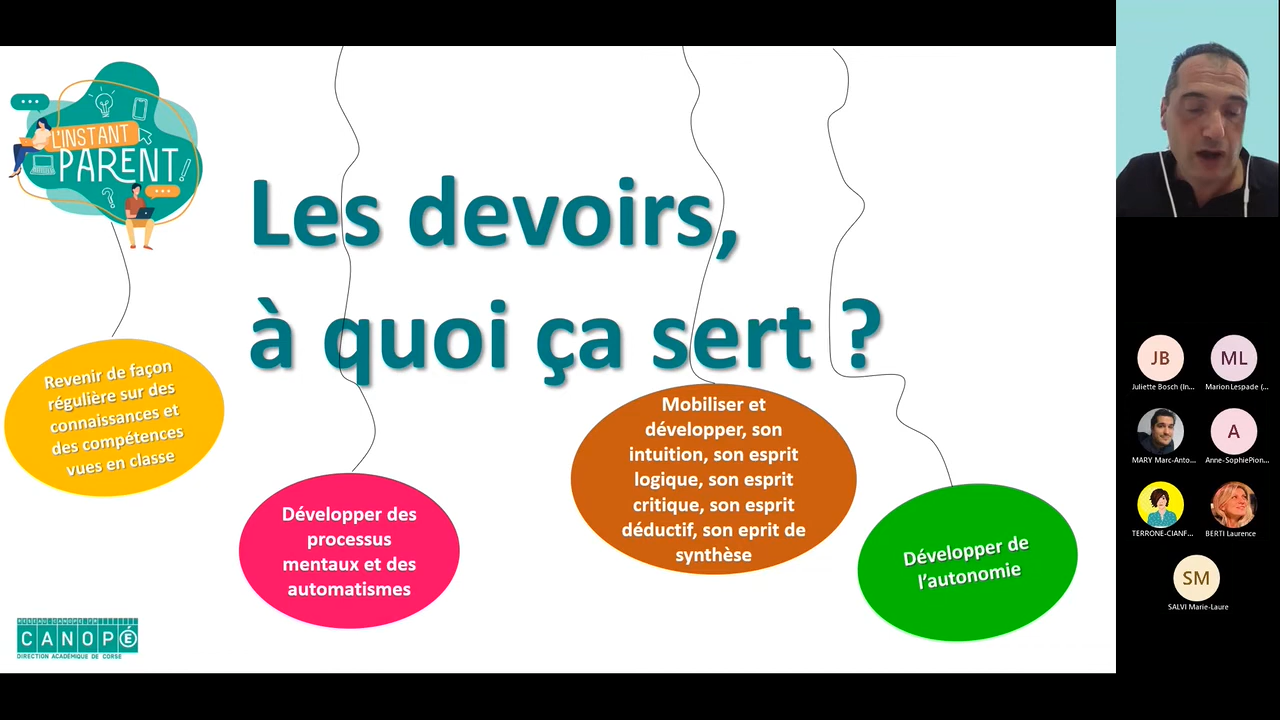 L'INSTANT
PARENT
Les devoirs,
à quoi ça sert ?
Revenir de façon
régulière sur des
connaissances et
des compétences
vues en classe
Développer des
processus
mentaux et des
automatismes
Mobiliser et
développer, son
intuition, son esprit
logique, son esprit
critique, son esprit
déductif, son eprit de
synthèse
Développer de
l'autonomie
CANOPÉ
DIRECTION ACADÉMIQUE DE CORSE
JB
ML
Juliette Bosch (In...
Marion Lespade (...
A
MARY Marc-Anto...
Anne-SophiePion...
TERRONE-CIANF...
BERTI Laurence
SM
SALVI Marie-Laure